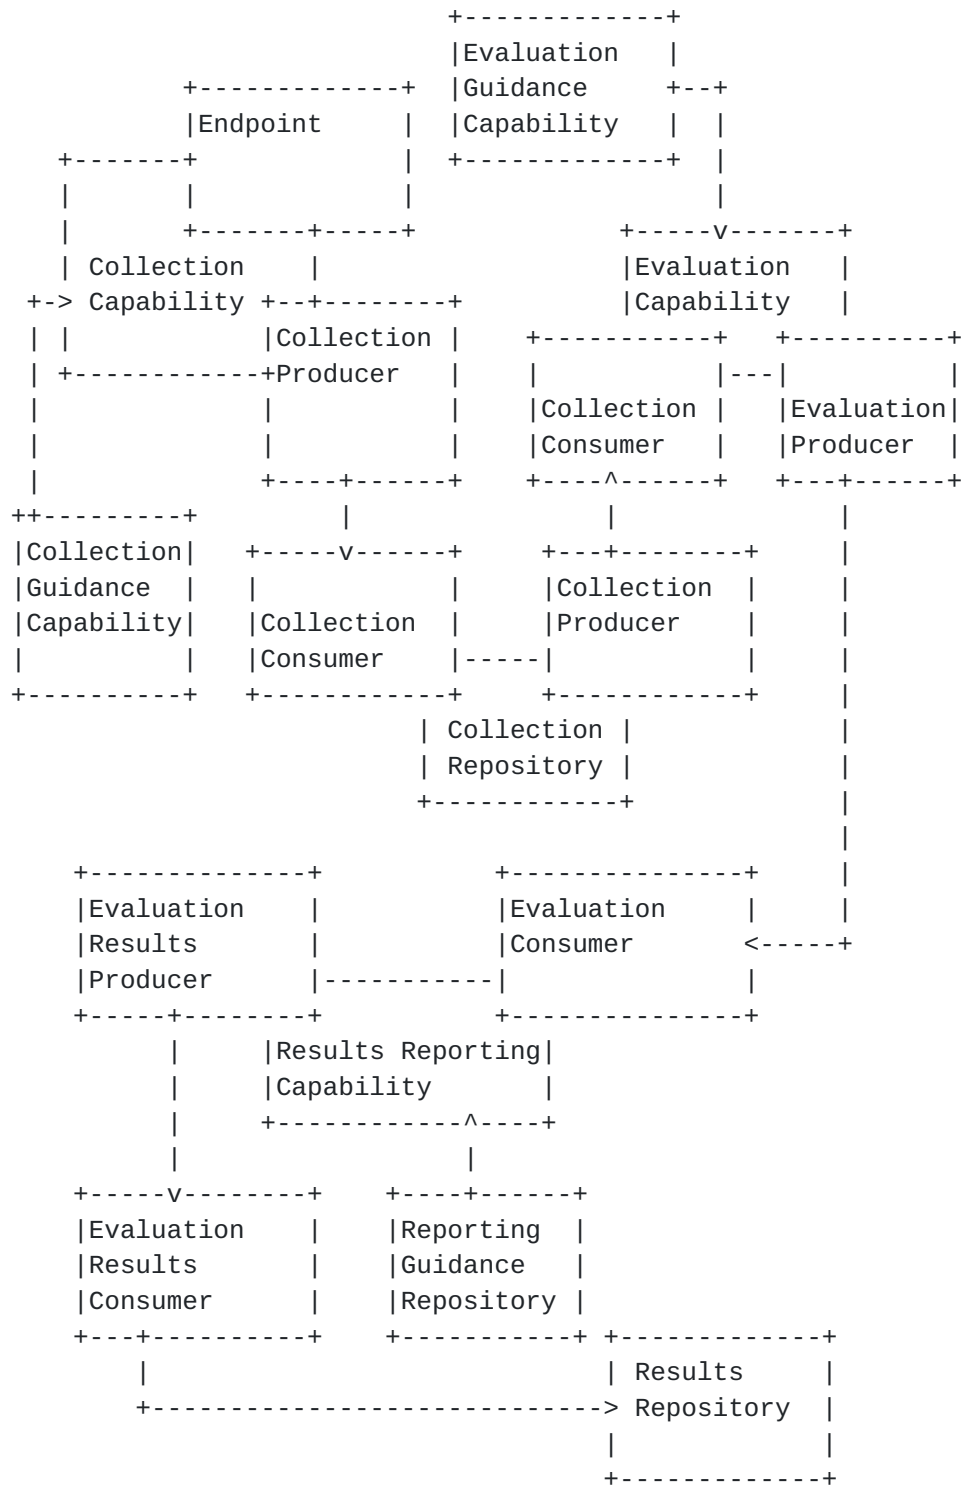 +-------------+
                            |Evaluation   |
           +-------------+  |Guidance     +--+
           |Endpoint     |  |Capability   |  |
   +-------+             |  +-------------+  |
   |       |             |                   |
   |       +-------+-----+             +-----v-------+
   | Collection    |                   |Evaluation   |
 +-> Capability +--+--------+          |Capability   |
 | |            |Collection |    +-----------+   +----------+
 | +------------+Producer   |    |           |---|          |
 |              |           |    |Collection |   |Evaluation|
 |              |           |    |Consumer   |   |Producer  |
 |              +----+------+    +----^------+   +---+------+
++---------+         |                |              |
|Collection|   +-----v------+     +---+--------+     |
|Guidance  |   |            |     |Collection  |     |
|Capability|   |Collection  |     |Producer    |     |
|          |   |Consumer    |-----|            |     |
+----------+   +------------+     +------------+     |
                          | Collection |             |
                          | Repository |             |
                          +------------+             |
                                                     |
    +--------------+           +---------------+     |
    |Evaluation    |           |Evaluation     |     |
    |Results       |           |Consumer       <-----+
    |Producer      |-----------|               |
    +-----+--------+           +---------------+
          |     |Results Reporting|
          |     |Capability       |
          |     +------------^----+
          |                  |
    +-----v--------+    +----+------+
    |Evaluation    |    |Reporting  |
    |Results       |    |Guidance   |
    |Consumer      |    |Repository |
    +---+----------+    +-----------+ +-------------+
        |                             | Results     |
        +-----------------------------> Repository  |
                                      |             |
                                      +-------------+